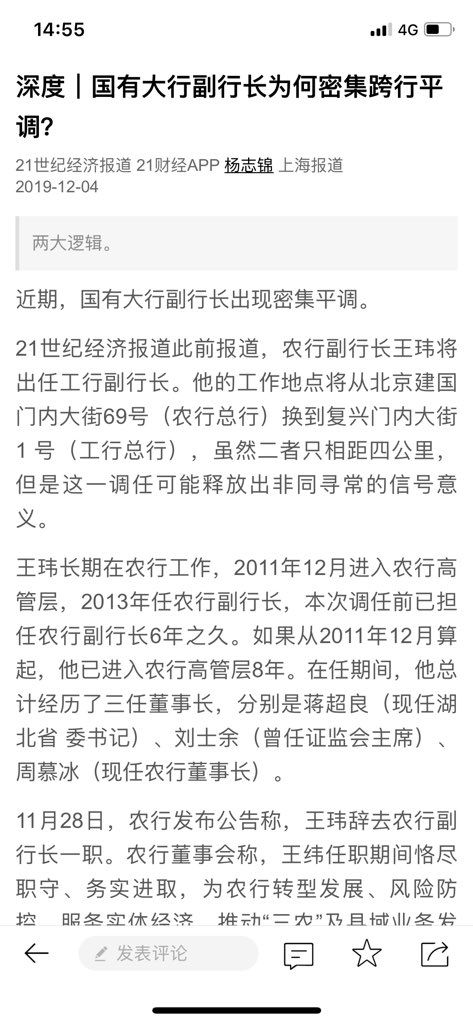 14:55
4G
深度｜国有大行副行长为何密集跨行平
调?
21世纪经济报道 21财经APP 杨志锦 上海报道
2019-12-04
两大逻辑。
近期，国有大行副行长出现密集平调。
21世纪经济报道此前报道，农行副行长王玮将
出任工行副行长。他的工作地点将从北京建国
门内大街69号（农行总行）换到复兴门内大街
1 号（工行总行），虽然二者只相距四公里，
但是这一调任可能释放出非同寻常的信号意
义。
王玮长期在农行工作，2011年12月进入农行高
管层，2013年任农行副行长，本次调任前已担
任农行副行长6年之久。如果从2011年12月算
起，他已进入农行高管层8年。在任期间，他总
计经历了三任董事长，分别是蒋超良（现任湖
北省 委书记）、刘士余（曾任证监会主席）、
周慕冰（现任农行董事长）。
11月28日，农行发布公告称，王玮辞去农行副
行长一职。农行董事会称，王纬任职期间恪尽
职守、务实进取，为农行转型发展、风险防
控、服务实体经济、推动“三农”及县域业务发
发表评论